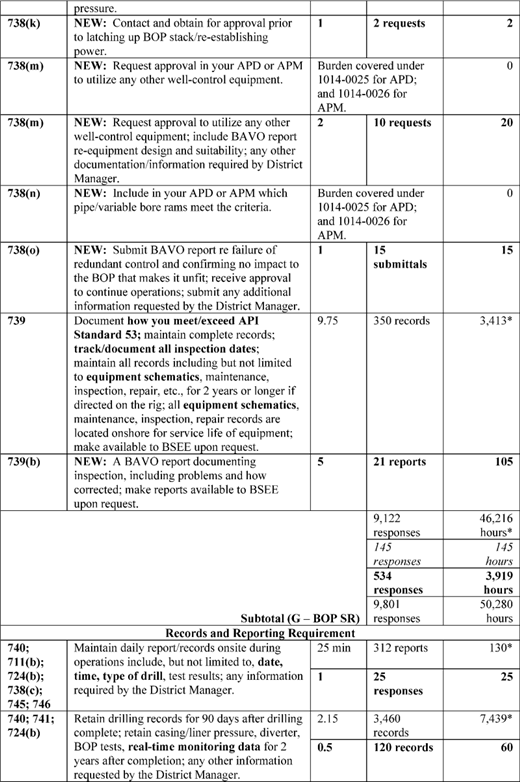 pressure.
738(k) NEW: Contact and obtain for approval prior 1 2 requests 2
to latching up BOP stack/re-establishing
power.
738(m) NEW: Request approval in your APD or APM Burden covered under 0
to utilize any other well-control equipment. 1014-0025 for APD;
and 1014-0026 for
APM.
738(m) NEW: Request approval to utilize any other 2 10 requests 20
well-control equipment; include BAVO report
re-equipment design and suitability; any other
documentation/information required by District
Manager.
738(n) NEW: Include in your APD or APM which Burden covered under 0
pipe/variable bore rams meet the criteria. 1014-0025 for APD;
and 1014-0026 for
APM.
738(o) NEW: Submit BAVO report re failure of 1 15 15
redundant control and confirming no impact to submittals
the BOP that makes it unfit; receive approval
to continue operations; submit any additional
information requested by the District Manager.
739 Document how you meet/exceed API 9.75 350 records 3,413*
Standard 53; maintain complete records;
track/document all inspection dates;
maintain all records including but not limited
to equipment schematics, maintenance,
inspection, repair, etc., for 2 years or longer if
directed on the rig; all equipment schematics,
maintenance, inspection, repair records are
located onshore for service life of equipment;
make available to BSEE upon request.
739(b) NEW: A BAVO report documenting 5 21 reports 105
inspection, including problems and how
corrected; make reports available to BSEE
upon request.
9,122 46,216
responses hours*
145 145
responses hours
534 3,919
responses hours
9,801 50,280
Subtotal (G – BOP SR) responses hours
Records and Reporting Requirement
740; Maintain daily report/records onsite during 25 min 312 reports 130*
711(b); operations include, but not limited to, date,
724(b); time, type of drill, test results; any information 1 25 25
738(c); required by the District Manager. responses
745; 746
740; 741; Retain drilling records for 90 days after drilling 2.15 3,460 7,439*
724(b) complete; retain casing/liner pressure, diverter, records
BOP tests, real-time monitoring data for 2 0.5 120 records 60
years after completion; any other information
requested by the District Manager.